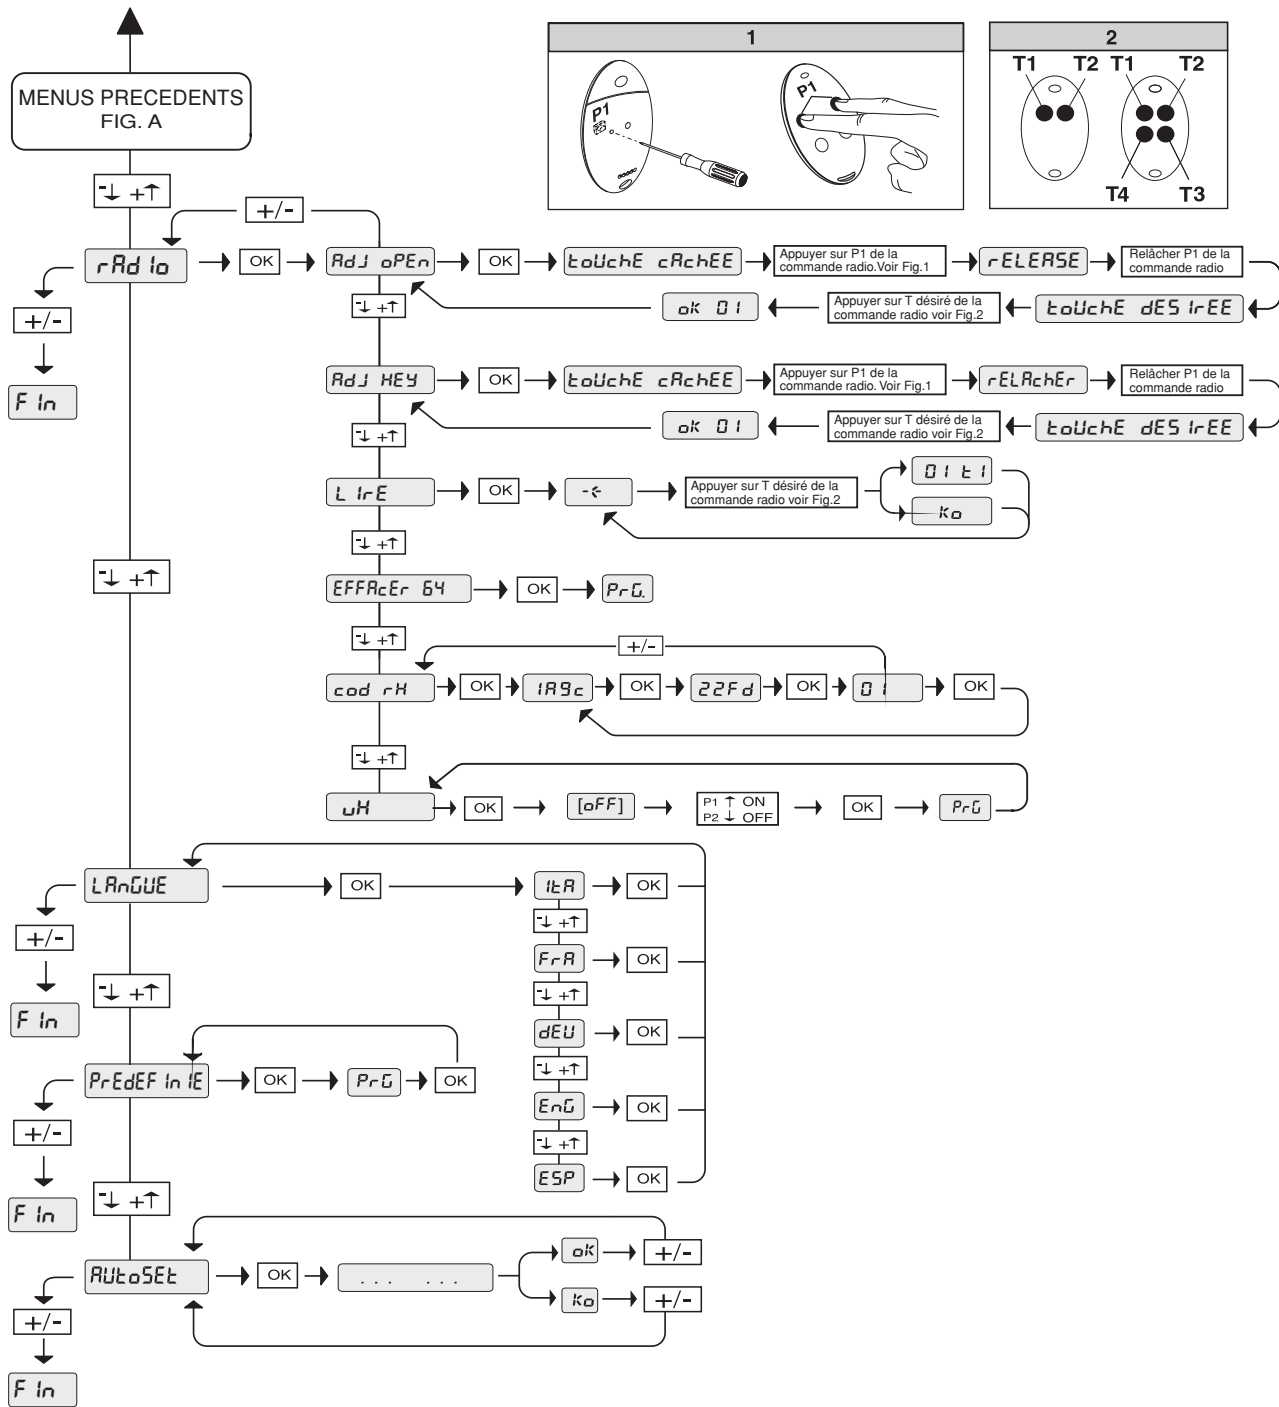 1
P1
P1
2
T1 T2 T1 T2
T4 T3
MENUS PRECEDENTS
FIG. A
-↓ +↑
+/-
rAdIo
OK
AdJ oPEn
OK
toUchE cAchEE
Appuyer sur P1 de la
commande radio.Voir Fig.1
rELEASE
Relâcher P1 de la
commande radio
+/-
FIn
-↓ +↑
oK 01
Appuyer sur T désiré de la
commande radio voir Fig.2
toUchE dESIrEE
AdJ KEY
OK
toUchE cAchEE
Appuyer sur P1 de la
commande radio. Voir Fig.1
rELAchEr
Relâcher P1 de la
commande radio
-↓ +↑
oK 01
Appuyer sur T désiré de la
commande radio voir Fig.2
toUchE dESIrEE
LIrE
OK
-←
Appuyer sur T désiré de la
commande radio voir Fig.2
01 t1
Ko
-↓ +↑
-↓ +↑
EFFAcEr 64
OK
PrG.
-↓ +↑
+/-
cod rH
OK
1A9c
OK
22Fd
OK
01
OK
-↓ +↑
uH
OK
[oFF]
P1 ↑ ON
P2 ↓ OFF
OK
PrG
LAnGUE
OK
ItA
OK
+/-
FIn
-↓ +↑
-↓ +↑
FrA
OK
-↓ +↑
dEU
OK
-↓ +↑
EnG
OK
-↓ +↑
ESP
OK
PrEdEFInIE
OK
PrG
OK
+/-
FIn
-↓ +↑
AUtoSEt
OK
... ...
oK
+/-
Ko
+/-
+/-
FIn